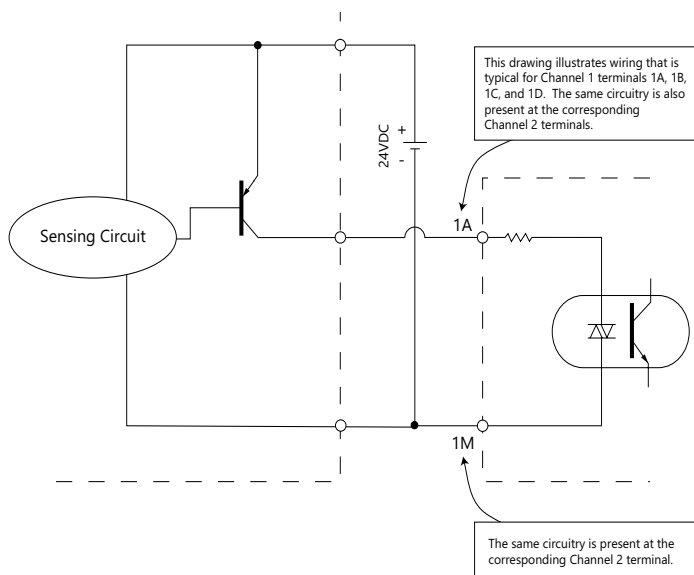 This drawing illustrates wiring that is
typical for Channel 1 terminals 1A, 1B,
1C, and 1D.  The same circuitry is also
present at the corresponding
Channel 2 terminals.
24VDC
+
-
Sensing Circuit
1A
1M
The same circuitry is present at the
corresponding Channel 2 terminal.